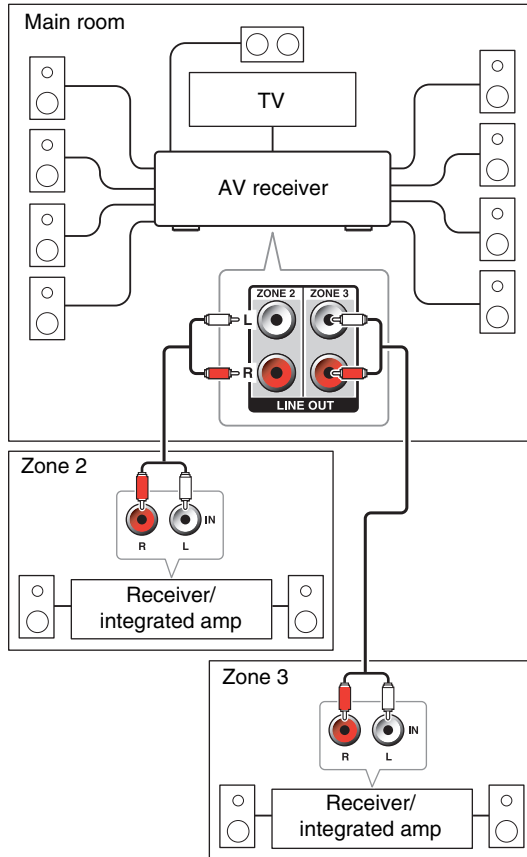 Main room
TV
AV receiver
ZONE 2 ZONE 3
L
R
LINE OUT
Zone 2
IN
R L
Receiver/
integrated amp
Zone 3
IN
R L
Receiver/
integrated amp